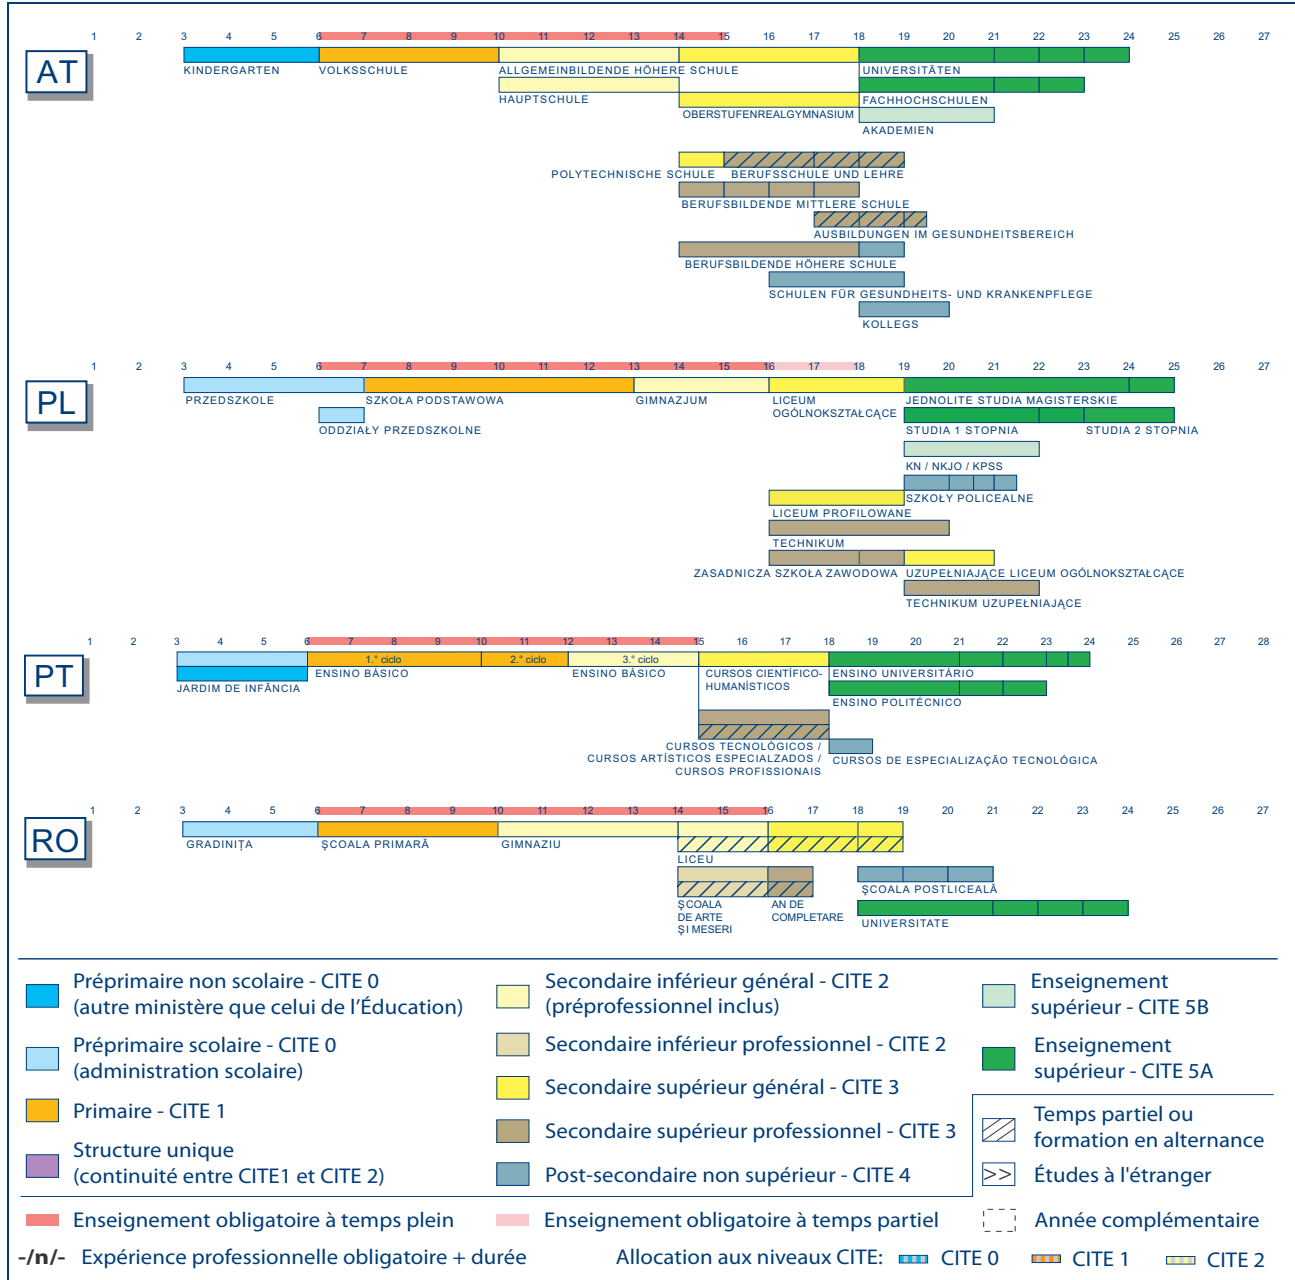 1 2 3 4 5 6 7 8 9 10 11 12 13 14 15 16 17 18 19 20 21 22 23 24 25 26 27
AT
KINDERGARTEN VOLKSSCHULE ALLGEMEINBILDENDE HÖHERE SCHULE UNIVERSITÄTEN
HAUPTSCHULE FACHHOCHSCHULEN
OBERSTUFENREALGYMNASIUM
AKADEMIEN
POLYTECHNISCHE SCHULE BERUFSSCHULE UND LEHRE
BERUFSBILDENDE MITTLERE SCHULE
AUSBILDUNGEN IM GESUNDHEITSBEREICH
BERUFSBILDENDE HÖHERE SCHULE
SCHULEN FÜR GESUNDHEITS- UND KRANKENPFLEGE
KOLLEGS
1 2 3 4 5 6 7 8 9 10 11 12 13 14 15 16 17 18 19 20 21 22 23 24 25 26 27
PL
PRZEDSZKOLE SZKOŁA PODSTAWOWA GIMNAZJUM LICEUM JEDNOLITE STUDIA MAGISTERSKIE
OGÓLNOKSZTAŁCĄCE
ODDZIAŁY PRZEDSZKOLNE STUDIA 1 STOPNIA STUDIA 2 STOPNIA
KN / NKJO / KPSS
SZKOŁY POLICEALNE
LICEUM PROFILOWANE
TECHNIKUM
ZASADNICZA SZKOŁA ZAWODOWA UZUPEŁNIAJĄCE LICEUM OGÓLNOKSZTAŁCĄCE
TECHNIKUM UZUPEŁNIAJĄCE
1 2 3 4 5 6 7 8 9 10 11 12 13 14 15 16 17 18 19 20 21 22 23 24 25 26 27 28
PT
1.° ciclo 2.° ciclo 3.° ciclo
ENSINO BÁSICO ENSINO BÁSICO CURSOS CIENTÍFICO- ENSINO UNIVERSITÁRIO
HUMANÍSTICOS
JARDIM DE INFÂNCIA
ENSINO POLITÉCNICO
CURSOS TECNOLÓGICOS /
CURSOS ARTÍSTICOS ESPECIALZADOS / CURSOS DE ESPECIALIZAÇÃO TECNOLÓGICA
CURSOS PROFISSIONAIS
1 2 3 4 5 6 7 8 9 10 11 12 13 14 15 16 17 18 19 20 21 22 23 24 25 26 27
RO
GRADINIȚA ȘCOALA PRIMARĂ GIMNAZIU
LICEU
ȘCOALA POSTLICEALĂ
ȘCOALA AN DE
DE ARTE COMPLETARE
ȘI MESERI
UNIVERSITATE
Préprimaire non scolaire - CITE 0
(autre ministère que celui de l'Éducation)
Préprimaire scolaire - CITE 0
(administration scolaire)
Primaire - CITE 1
Structure unique
(continuité entre CITE1 et CITE 2)
Secondaire inférieur général - CITE 2
(préprofessionnel inclus)
Secondaire inférieur professionnel - CITE 2
Secondaire supérieur général - CITE 3
Secondaire supérieur professionnel - CITE 3
Post-secondaire non supérieur - CITE 4
Enseignement
supérieur - CITE 5B
Enseignement
supérieur - CITE 5A
Temps partiel ou
formation en alternance
>> Études à l'étranger
Enseignement obligatoire à temps plein
Enseignement obligatoire à temps partiel
Année complémentaire
-/n/- Expérience professionnelle obligatoire + durée
Allocation aux niveaux CITE: CITE 0 CITE 1 CITE 2